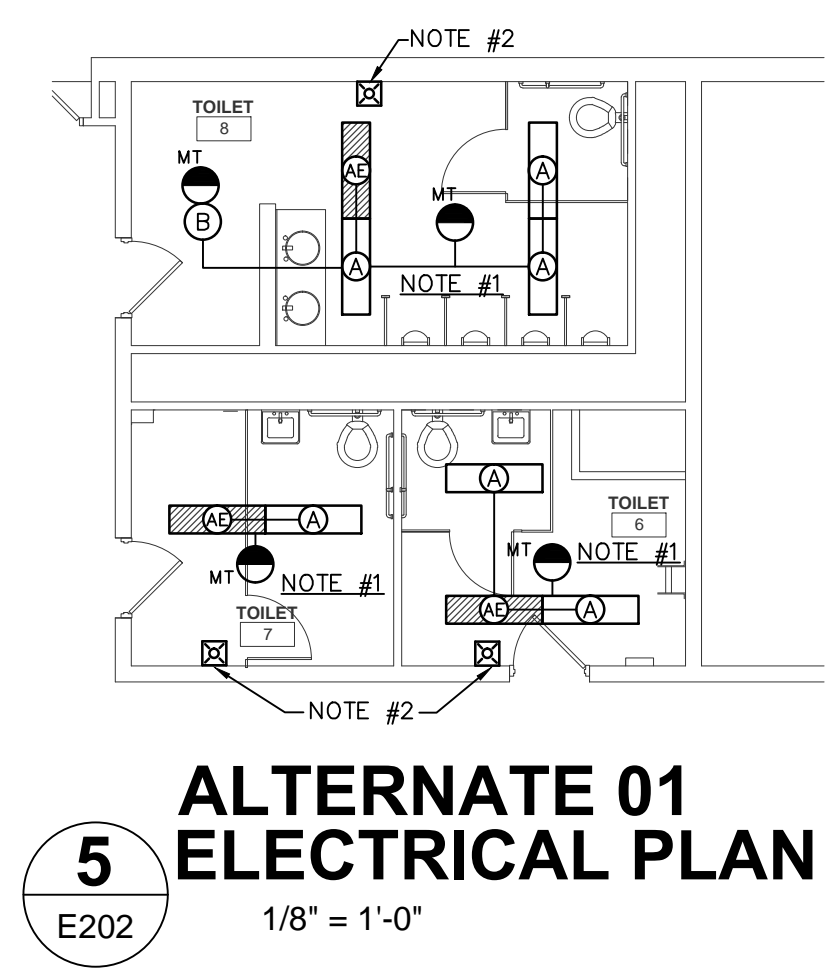 NOTE #2
TOILET
8
MT
AE
A
MT
B
A
A
NOTE #1
TOILET
6
A
AE
A
MT
NOTE #1
MT
NOTE #1
AE
A
TOILET
7
NOTE #2
ALTERNATE 01
ELECTRICAL PLAN
5
E202
1/8" = 1'-0"